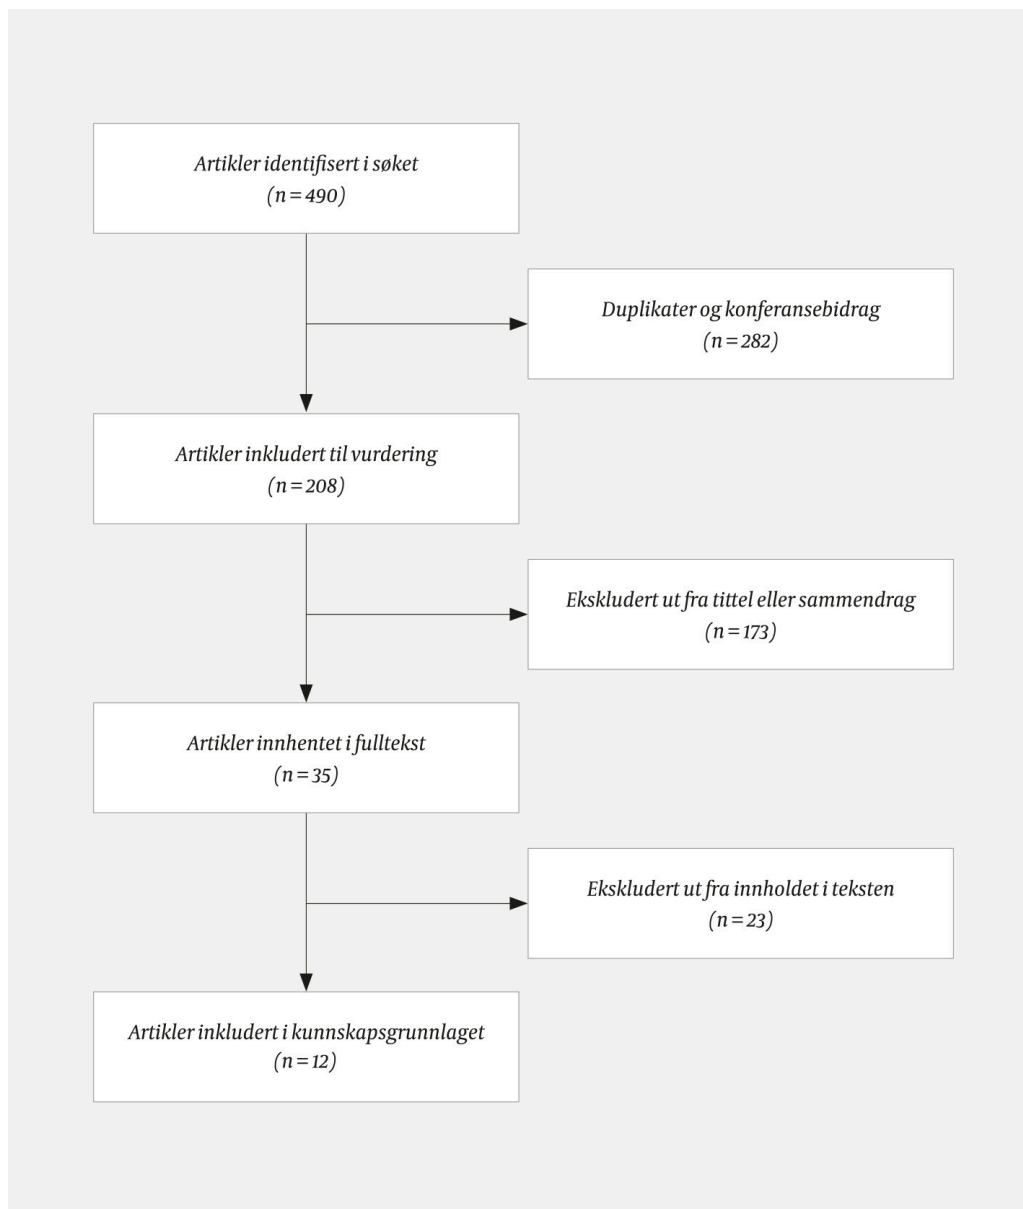 Artikler identifisert i søket
(n = 490)
Duplikater og konferansebidrag
(n = 282)
Artikler inkludert til vurdering
(n = 208)
Ekskludert ut fra tittel eller sammendrag
(n = 173)
Artikler innhentet i fulltekst
(n = 35)
Ekskludert ut fra innholdet i teksten
(n = 23)
Artikler inkludert i kunnskapsgrunnlaget
(n = 12)